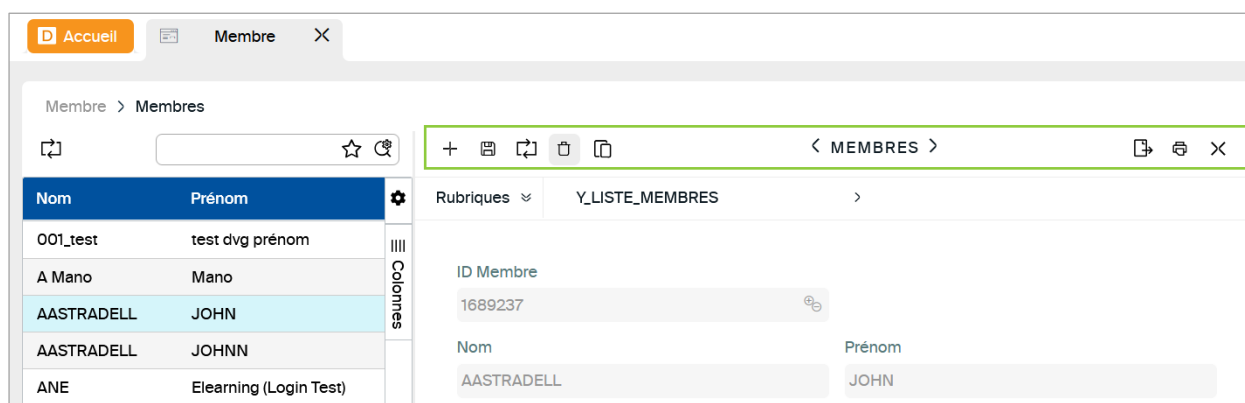 D Accueil
Membre
Membre > Membres
< MEMBRES >
Nom Prénom
Rubriques Y_LISTE_MEMBRES >
001_test test dvg prénom
A Mano Mano
AASTRADELL JOHN
AASTRADELL JOHNN
ANE Elearning (Login Test)
Colonnes
ID Membre
1689237
Nom Prénom
AASTRADELL JOHN